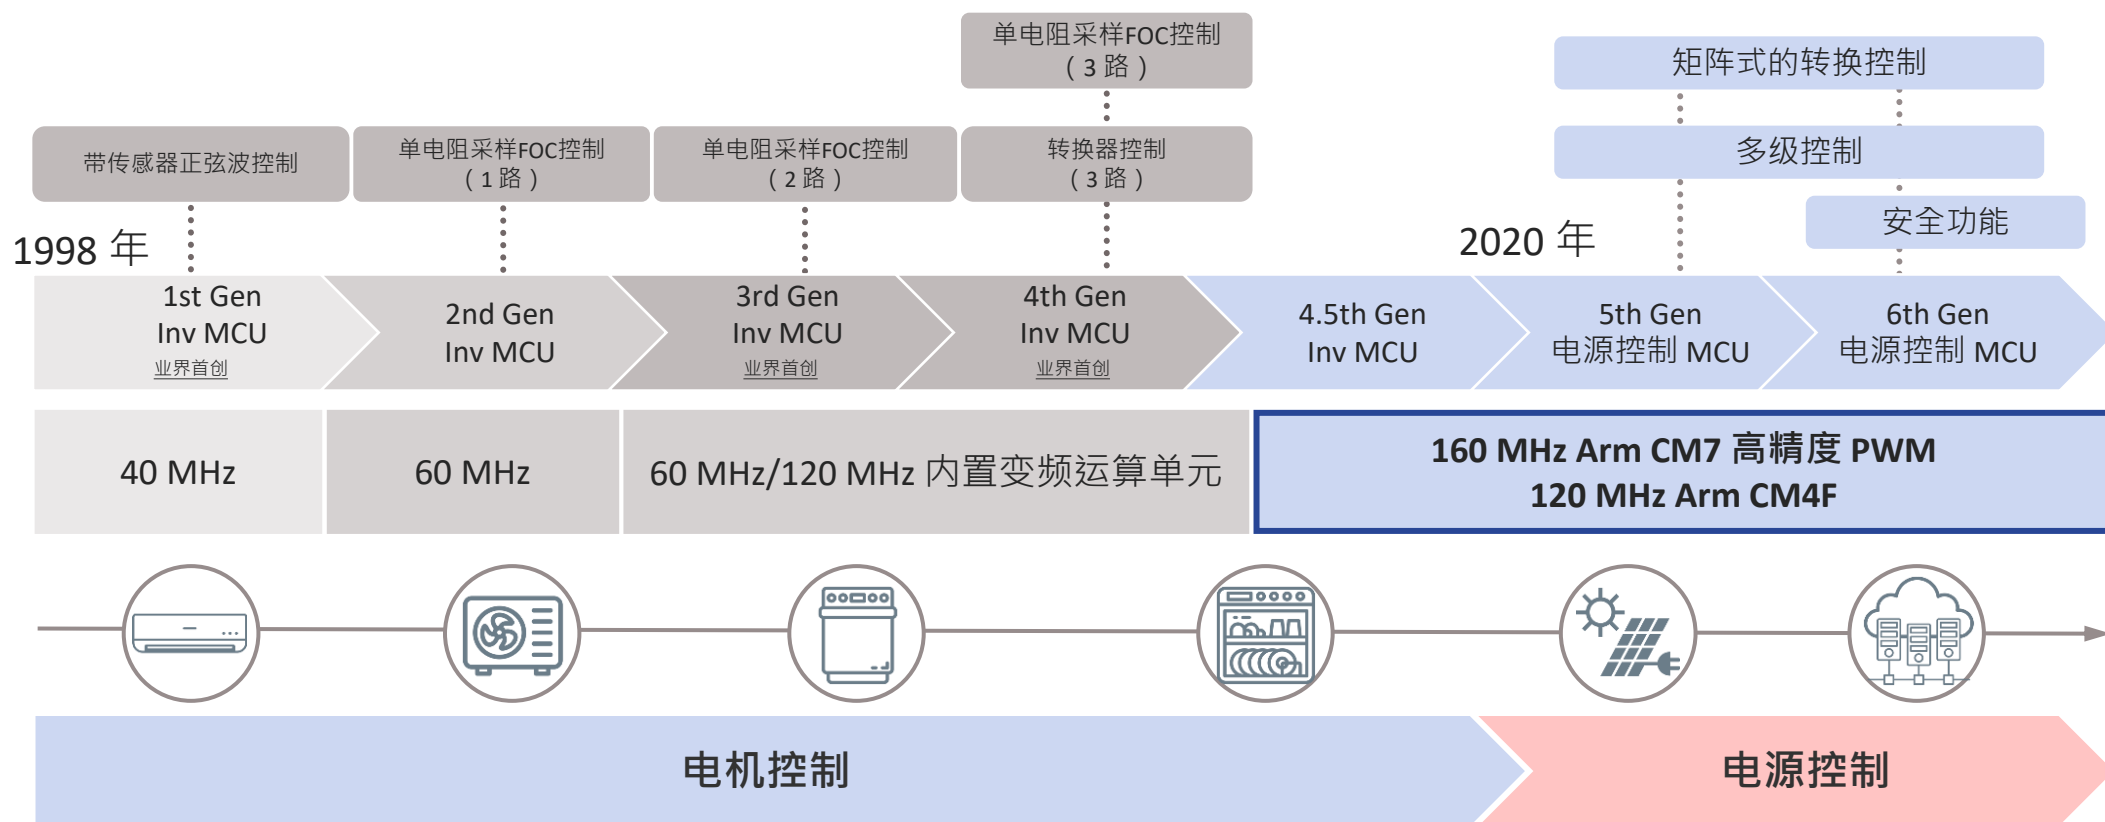 单电阻采样FOC控制
（3 路）
矩阵式的转换控制
带传感器正弦波控制
单电阻采样FOC控制
（1 路）
单电阻采样FOC控制
（2 路）
转换器控制
（3 路）
多级控制
安全功能
1998 年
2020 年
1st Gen
Inv MCU
业界首创
2nd Gen
Inv MCU
3rd Gen
Inv MCU
业界首创
4th Gen
Inv MCU
业界首创
4.5th Gen
Inv MCU
5th Gen
电源控制 MCU
6th Gen
电源控制 MCU
40 MHz
60 MHz
60 MHz/120 MHz 内置变频运算单元
160 MHz Arm CM7 高精度 PWM
120 MHz Arm CM4F
电机控制
电源控制